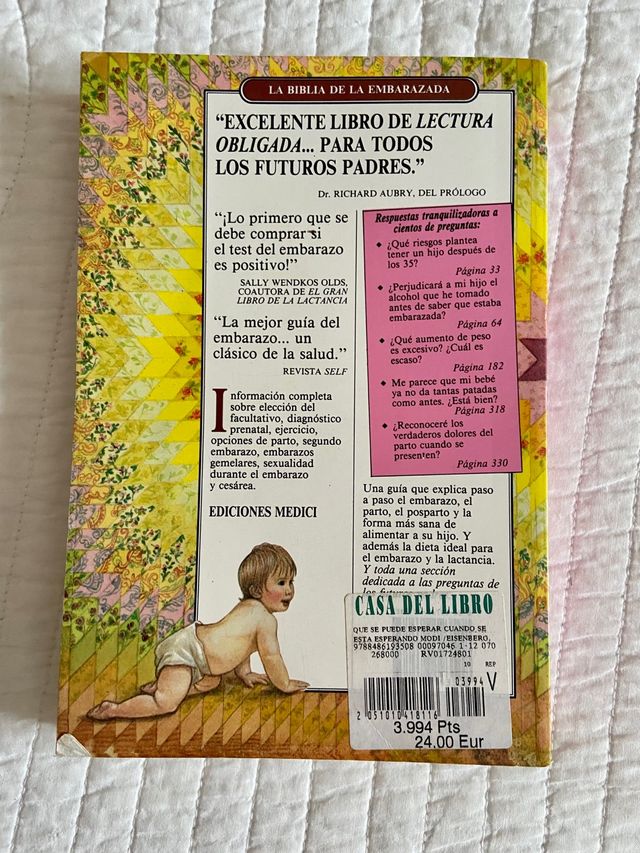 LA BIBLIA DE LA EMBARAZADA
“EXCELENTE LIBRO DE LECTURA
OBLIGADA... PARA TODOS
LOS FUTUROS PADRES.”
Dr. RICHARD AUBRY, DEL PRÓLOGO
“¡Lo primero que se
debe comprar si
el test del embarazo
es positivo!”
SALLY WENDKOS OLDS,
COAUTORA DE EL GRAN
LIBRO DE LA LACTANCIA
“La mejor guía del
embarazo... un
clásico de la salud.”
REVISTA SELF
Información completa
sobre elección del
facultativo, diagnóstico
prenatal, ejercicio,
opciones de parto, segundo
embarazo, embarazos
gemelares, sexualidad
durante el embarazo
y cesárea.
EDICIONES MEDICI
Respuestas tranquilizadoras a
cientos de preguntas:
◆ ¿Qué riesgos plantea
tener un hijo después de
los 35?
Página 33
◆ ¿Perjudicará a mi hijo el
alcohol que he tomado
antes de saber que estaba
embarazada?
Página 64
◆ ¿Qué aumento de peso
es excesivo? ¿Cuál es
escaso?
Página 182
◆ Me parece que mi bebé
ya no da tantas patadas
como antes. ¿Está bien?
Página 318
◆ ¿Reconoceré los
verdaderos dolores del
parto cuando se
presenten?
Página 330
Una guía que explica paso
a paso el embarazo, el
parto, el posparto y la
forma más sana de
alimentar a su hijo. Y
además la dieta ideal para
el embarazo y la lactancia.
Y toda una sección
dedicada a las preguntas de
CASA DEL LIBRO
QUE SE PUEDE ESPERAR CUANDO SE
ESTA ESPERANDO MODI /EISENBERG,
9788486193508 00097046 1-12 070
268000 RV01724801
10 REP
03994 V
2 051010 418116
3.994 Pts
24.00 Eur